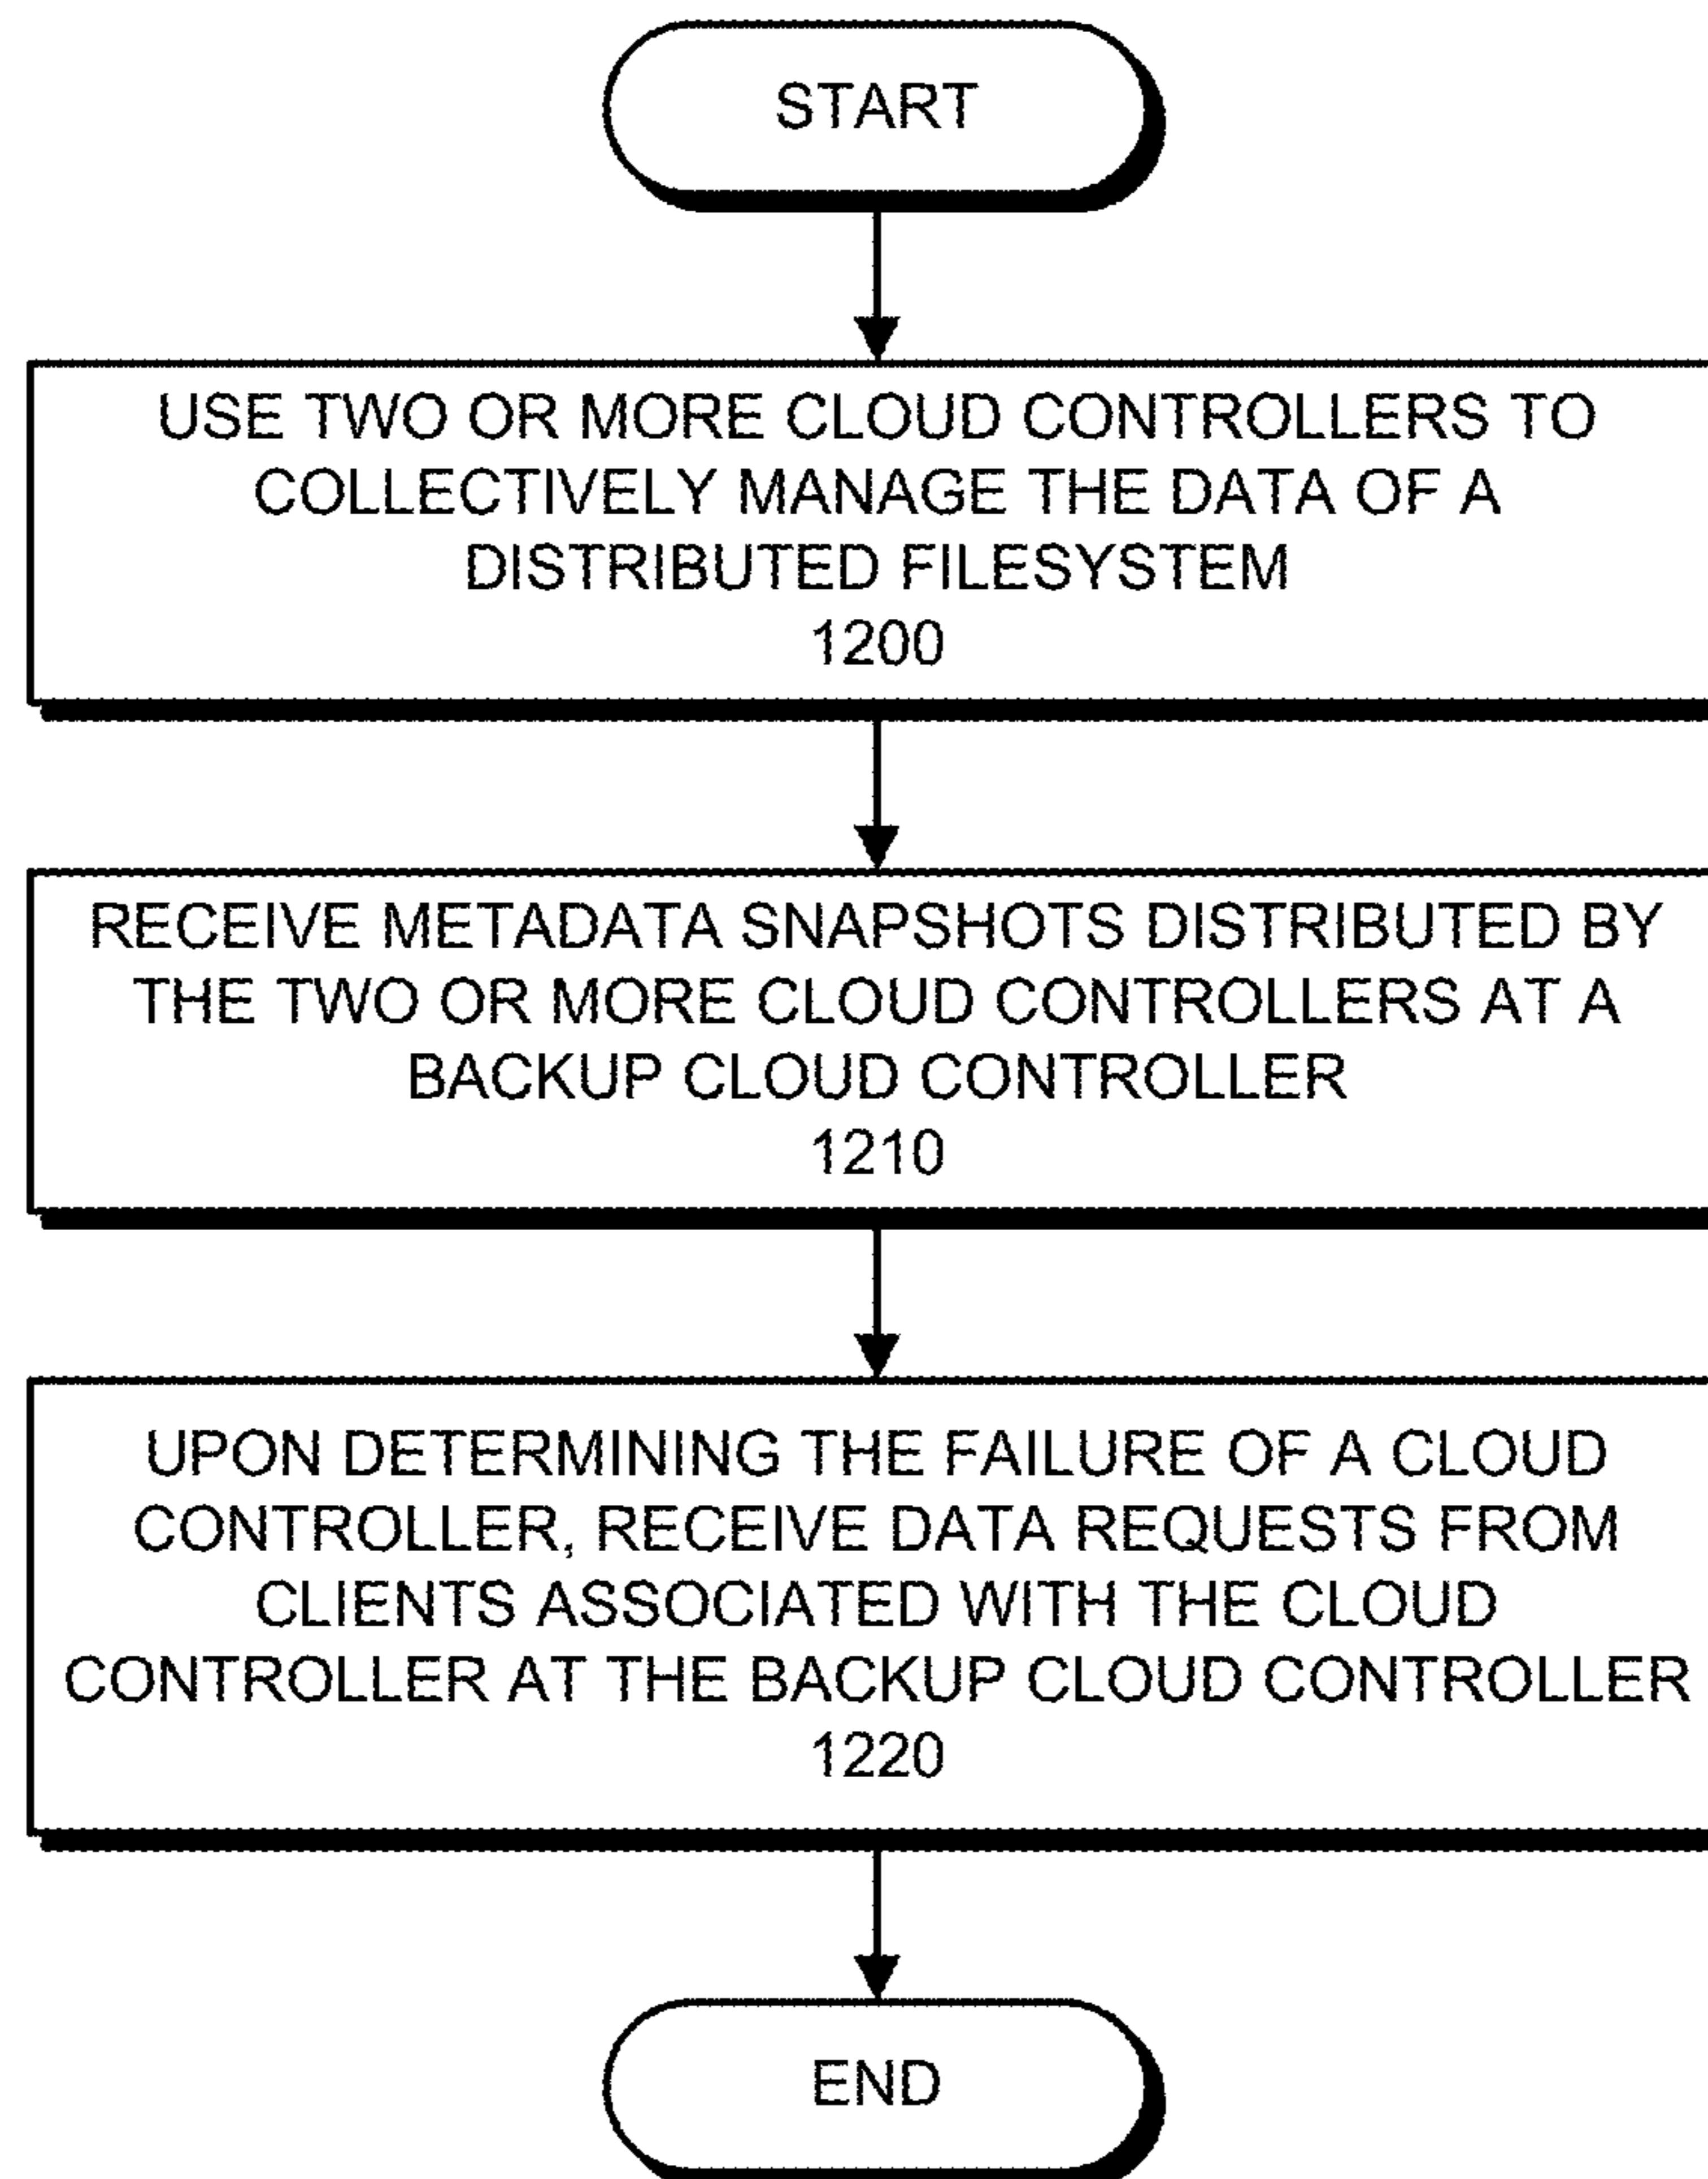 START
USE TWO OR MORE CLOUD CONTROLLERS TO
COLLECTIVELY MANAGE THE DATA OF A
DISTRIBUTED FILESYSTEM
1200
RECEIVE METADATA SNAPSHOTS DISTRIBUTED BY
THE TWO OR MORE CLOUD CONTROLLERS AT A
BACKUP CLOUD CONTROLLER
1210
UPON DETERMINING THE FAILURE OF A CLOUD
CONTROLLER, RECEIVE DATA REQUESTS FROM
CLIENTS ASSOCIATED WITH THE CLOUD
CONTROLLER AT THE BACKUP CLOUD CONTROLLER
1220
END